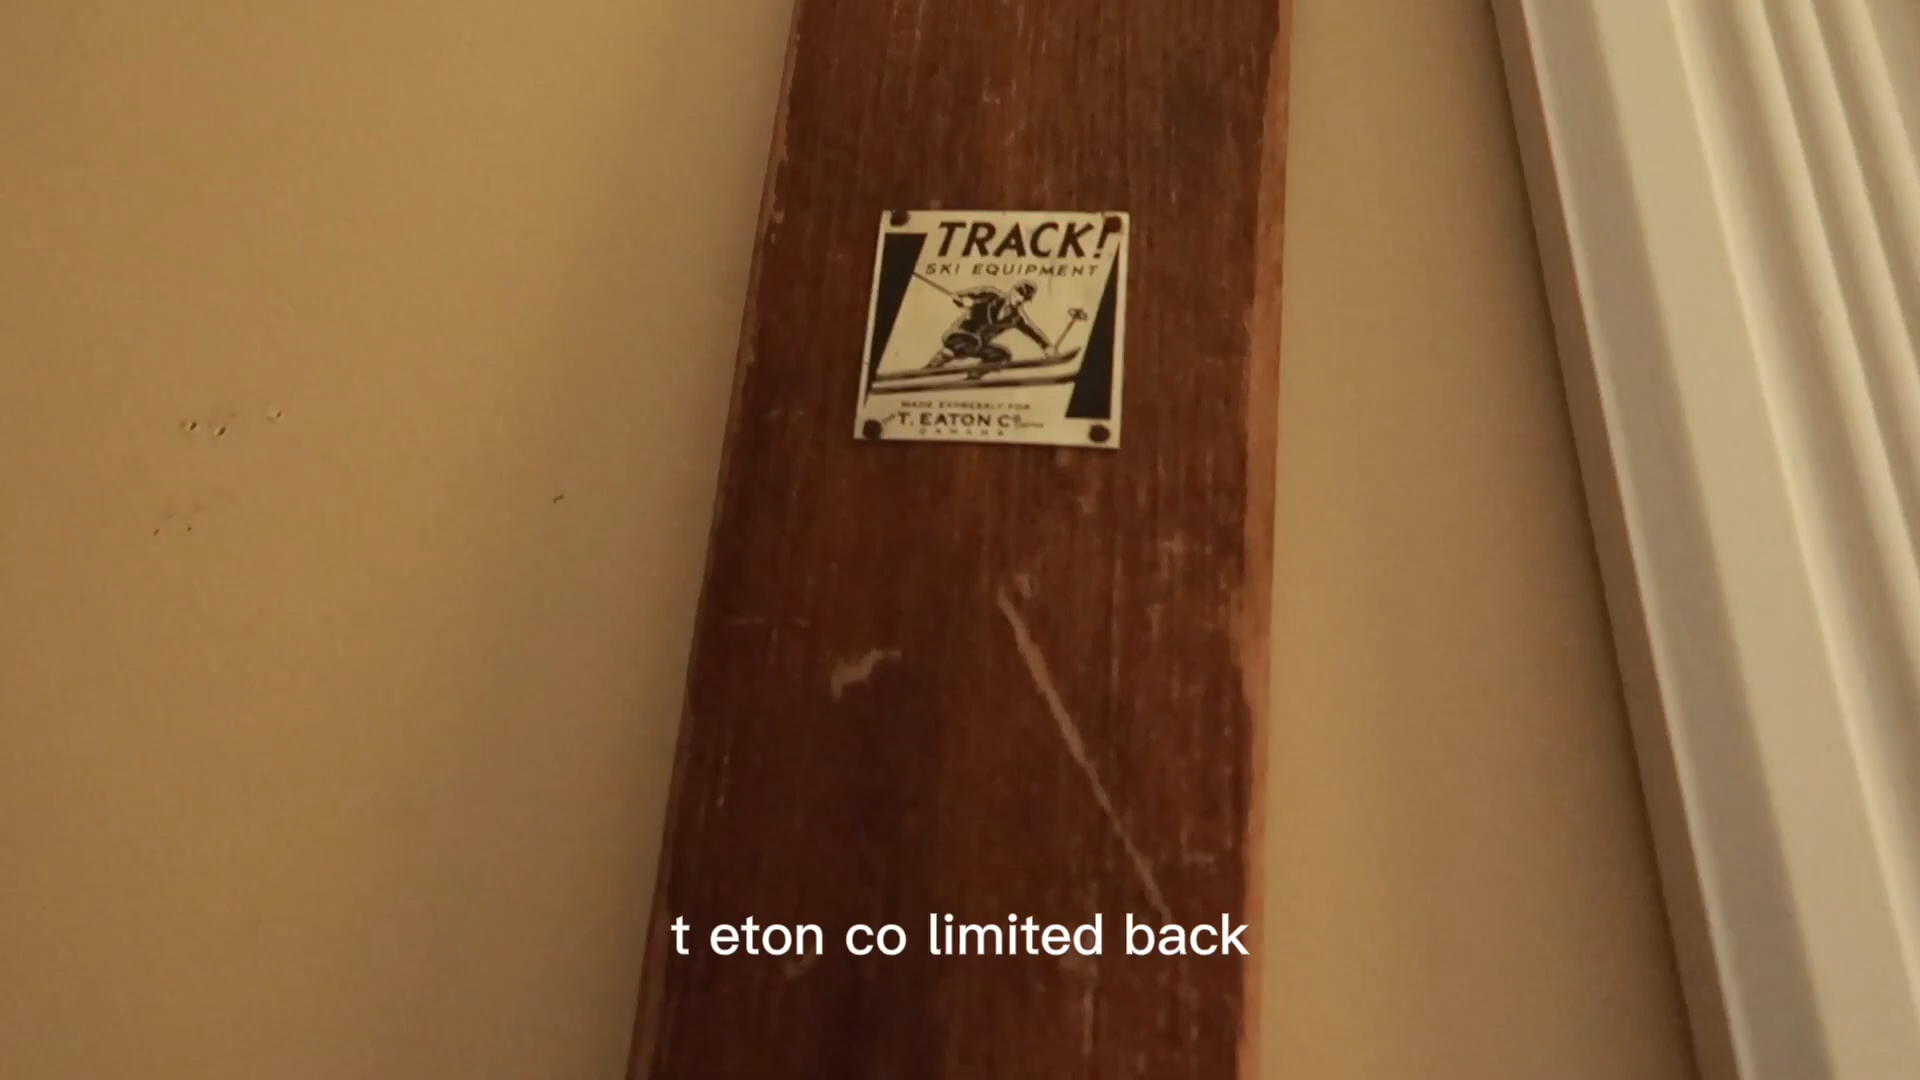 TRACK!
SKI EQUIPMENT
MADE EXPRESSLY FOR
T. EATON Co
CANADA
t eton co limited back